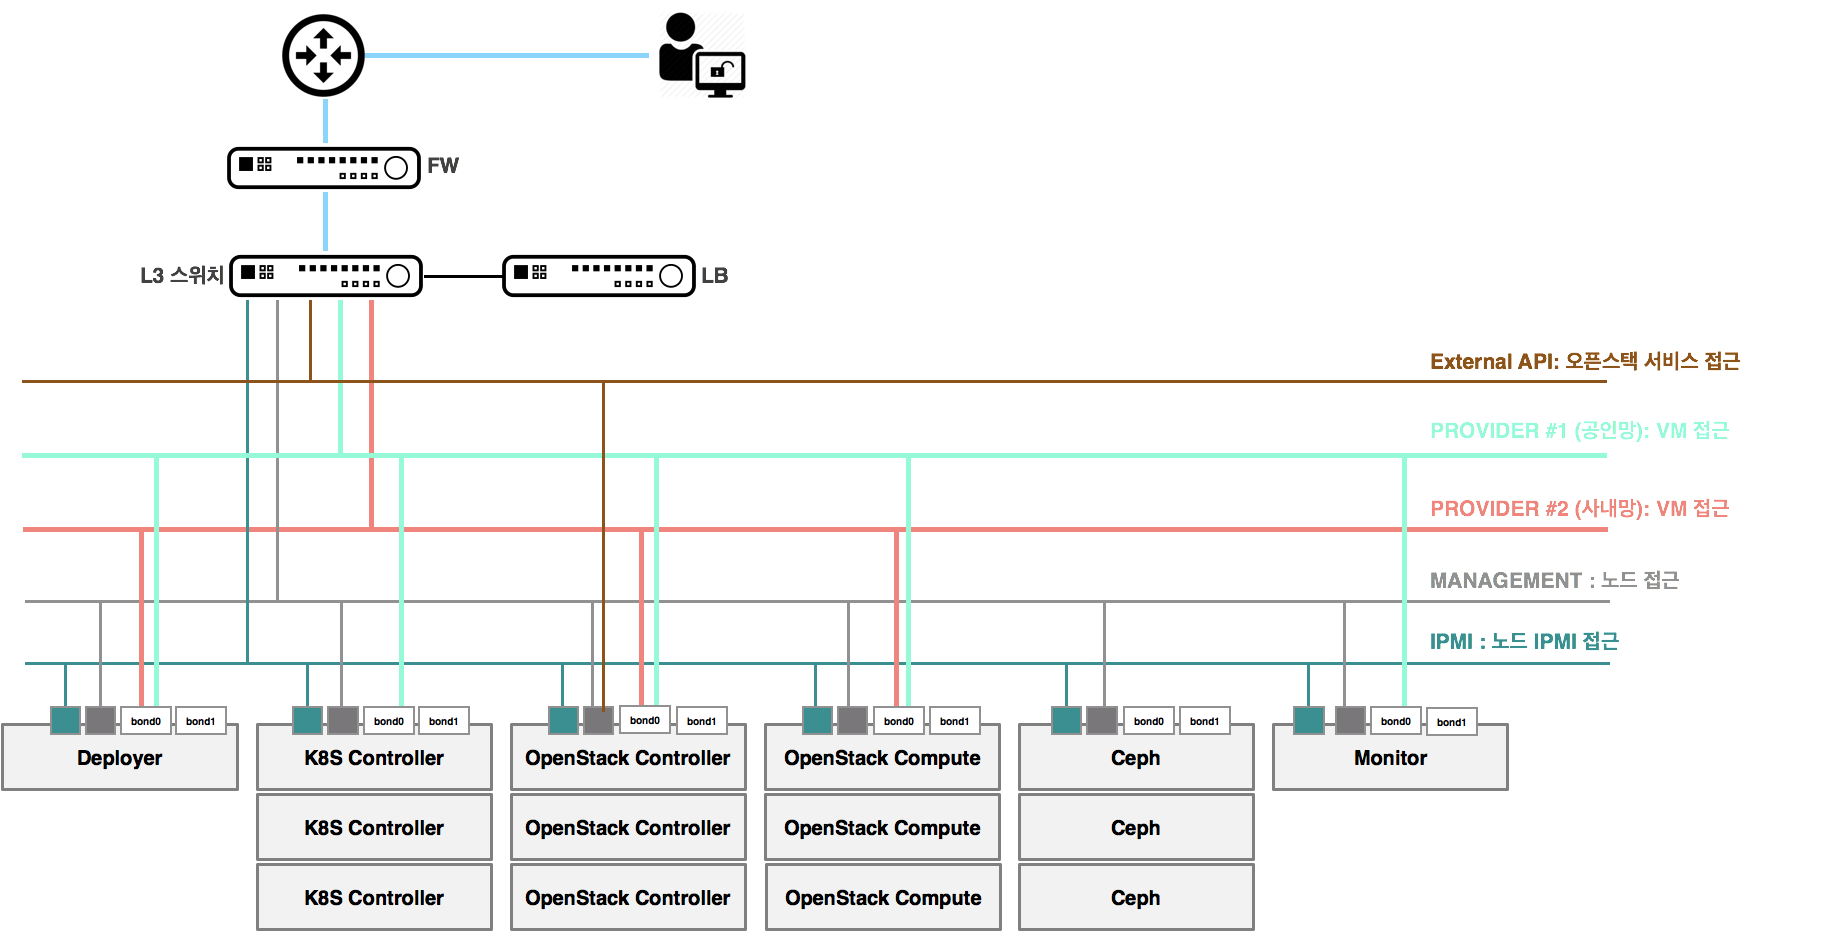 FW
L3 스위치
LB
External API: 오픈스택 서비스 접근
PROVIDER #1 (공인망): VM 접근
PROVIDER #2 (사내망): VM 접근
MANAGEMENT : 노드 접근
IPMI : 노드 IPMI 접근
bond0 bond1 bond0 bond1 bond0 bond1 bond0 bond1 bond0 bond1 bond0 bond1
Deployer K8S Controller OpenStack Controller OpenStack Compute Ceph Monitor
K8S Controller OpenStack Controller OpenStack Compute Ceph
K8S Controller OpenStack Controller OpenStack Compute Ceph